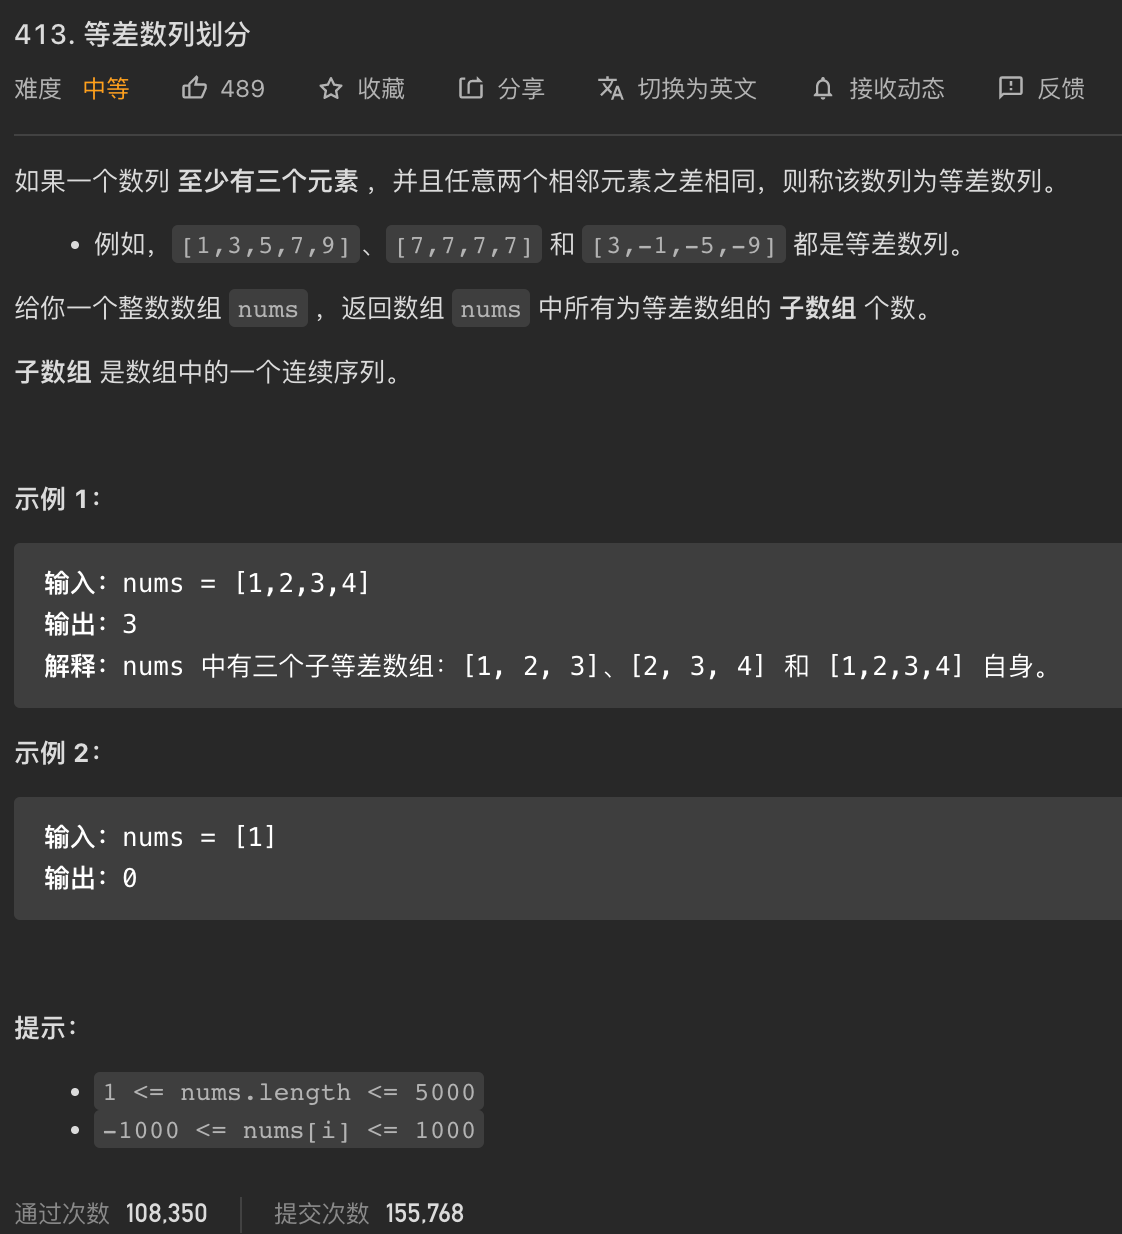 413. 等差数列划分
难度 中等 489 收藏 分享 切换为英文 接收动态 反馈
如果一个数列 至少有三个元素 ，并且任意两个相邻元素之差相同，则称该数列为等差数列。
• 例如，[1,3,5,7,9]、[7,7,7,7] 和 [3,-1,-5,-9] 都是等差数列。
给你一个整数数组 nums ，返回数组 nums 中所有为等差数组的 子数组 个数。
子数组 是数组中的一个连续序列。
示例 1：
输入：nums = [1,2,3,4]
输出：3
解释：nums 中有三个子等差数组：[1, 2, 3]、[2, 3, 4] 和 [1,2,3,4] 自身。
示例 2：
输入：nums = [1]
输出：0
提示：
• 1 <= nums.length <= 5000
• -1000 <= nums[i] <= 1000
通过次数 108,350 提交次数 155,768